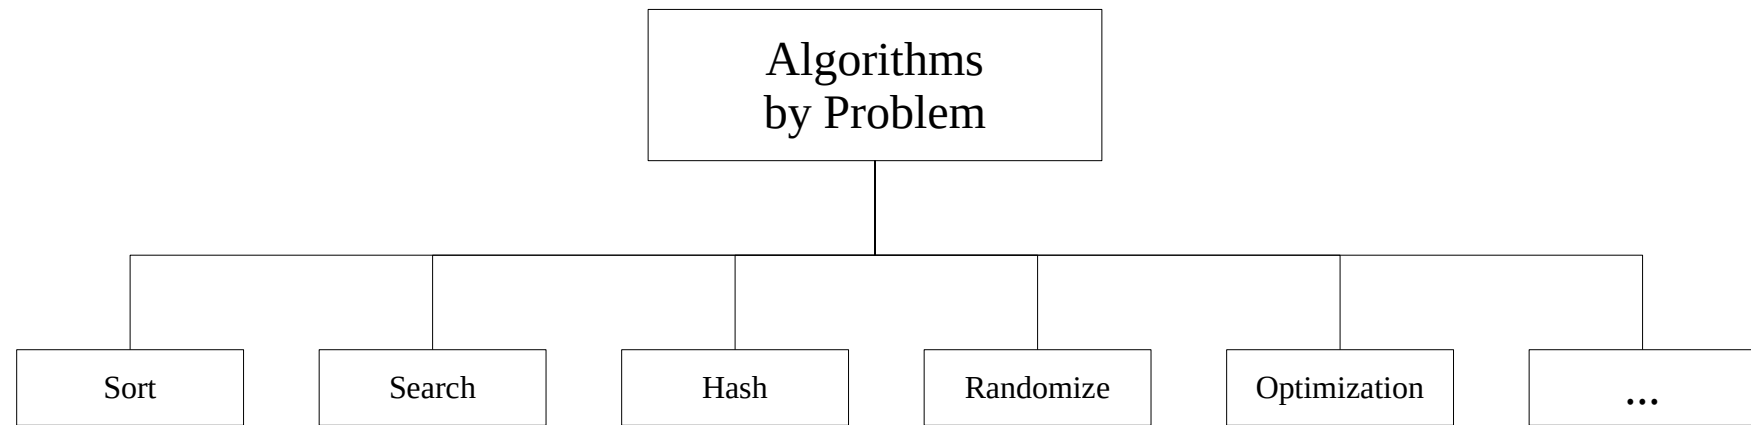 Algorithms
by Problem
Sort
Search
Hash
Randomize
Optimization
...